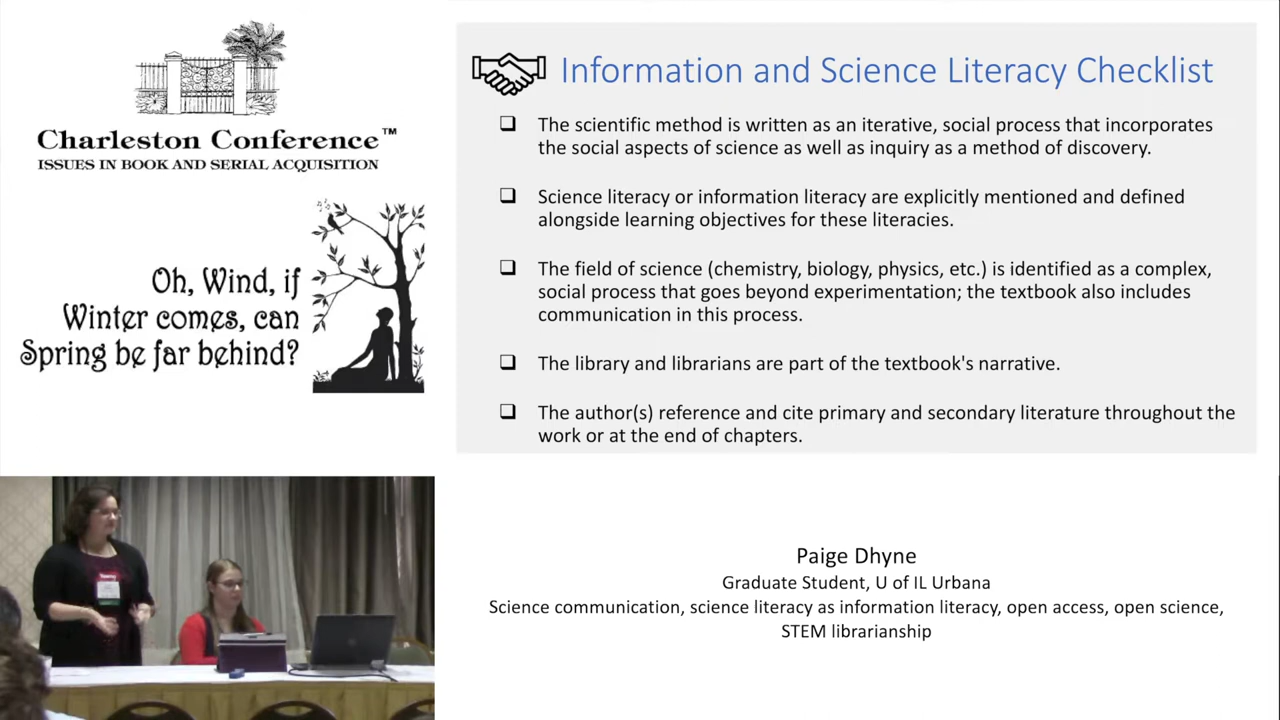 Charleston Conference™
ISSUES IN BOOK AND SERIAL ACQUISITION
Oh, Wind, if
Winter comes, can
Spring be far behind?
Information and Science Literacy Checklist
The scientific method is written as an iterative, social process that incorporates
the social aspects of science as well as inquiry as a method of discovery.
Science literacy or information literacy are explicitly mentioned and defined
alongside learning objectives for these literacies.
The field of science (chemistry, biology, physics, etc.) is identified as a complex,
social process that goes beyond experimentation; the textbook also includes
communication in this process.
The library and librarians are part of the textbook's narrative.
The author(s) reference and cite primary and secondary literature throughout the
work or at the end of chapters.
Paige Dhyne
Graduate Student, U of IL Urbana
Science communication, science literacy as information literacy, open access, open science,
STEM librarianship